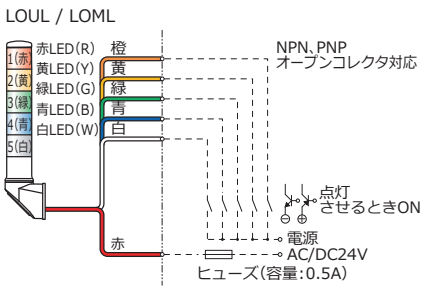 LOUL / LOML
1(赤) 赤LED(R) 橙
2(黄) 黄LED(Y) 黄
3(緑) 緑LED(G) 緑
4(青) 青LED(B) 青
5(白) 白LED(W) 白
NPN、PNP
オープンコレクタ対応
点灯
させるときON
⊖ ⊕
電源
赤
AC/DC24V
ヒューズ(容量:0.5A)